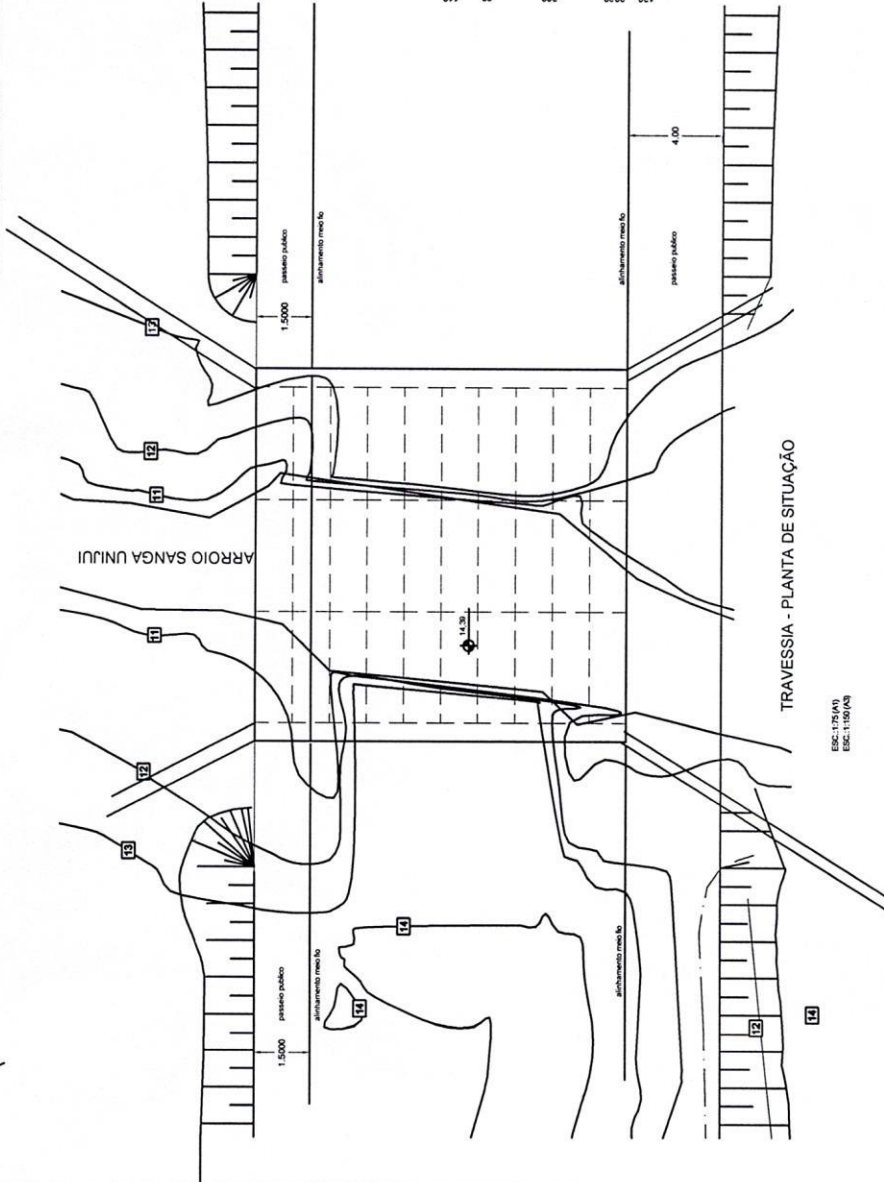 13
12
11
ARROIO SANGA UNIJUI
11
12
13
passeio publico
1.5000
alinhamento meio fio
passeio publico
1.5000
alinhamento meio fio
14
14
14.39
alinhamento meio fio
passeio publico
4.00
alinhamento meio fio
12
14
TRAVESSIA - PLANTA DE SITUAÇÃO
ESC.:1:75 (A1)
ESC.:1:150 (A3)